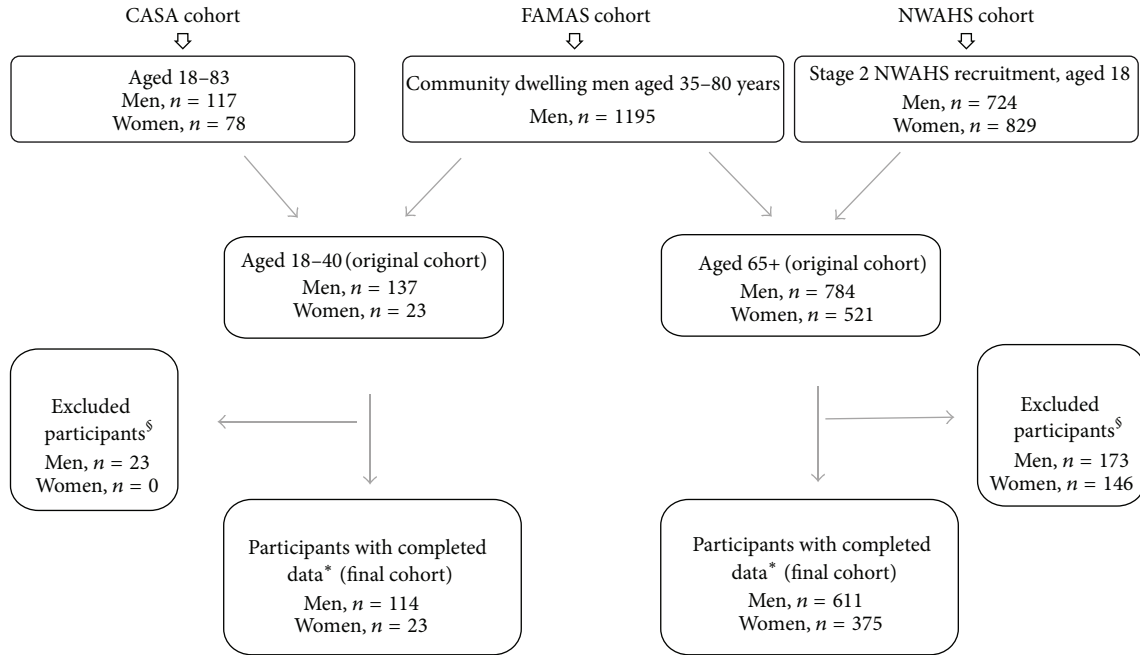 CASA cohort
FAMAS cohort
NWAHS cohort
Aged 18–83
Men, n = 117
Women, n = 78
Community dwelling men aged 35–80 years
Men, n = 1195
Stage 2 NWAHS recruitment, aged 18
Men, n = 724
Women, n = 829
Aged 18–40 (original cohort)
Men, n = 137
Women, n = 23
Aged 65+ (original cohort)
Men, n = 784
Women, n = 521
Excluded
participants§
Men, n = 23
Women, n = 0
Excluded
participants§
Men, n = 173
Women, n = 146
Participants with completed
data* (final cohort)
Men, n = 114
Women, n = 23
Participants with completed
data* (final cohort)
Men, n = 611
Women, n = 375